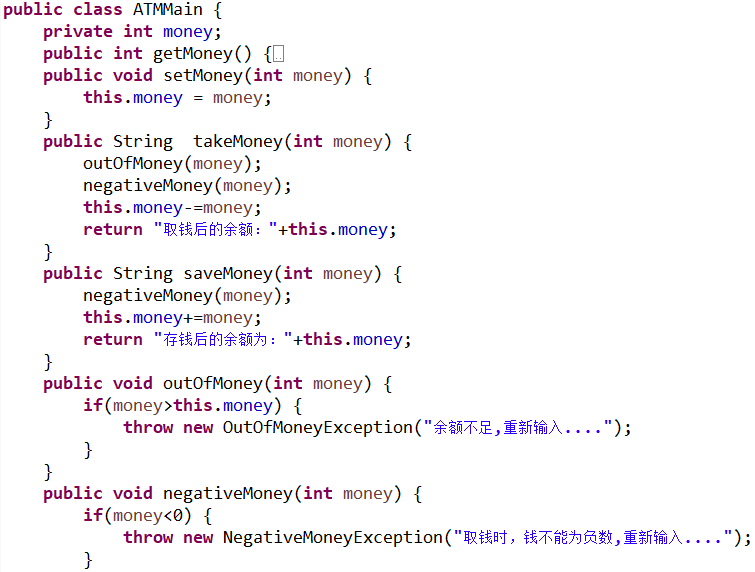 public class ATMMain {
    private int money;
    public int getMoney() {..
    public void setMoney(int money) {
        this.money = money;
    }
    public String  takeMoney(int money) {
        outOfMoney(money);
        negativeMoney(money);
        this.money-=money;
        return "取钱后的余额："+this.money;
    }
    public String saveMoney(int money) {
        negativeMoney(money);
        this.money+=money;
        return "存钱后的余额为："+this.money;
    }
    public void outOfMoney(int money) {
        if(money>this.money) {
            throw new OutOfMoneyException("余额不足,重新输入....");
        }
    }
    public void negativeMoney(int money) {
        if(money<0) {
            throw new NegativeMoneyException("取钱时，钱不能为负数,重新输入....");
        }